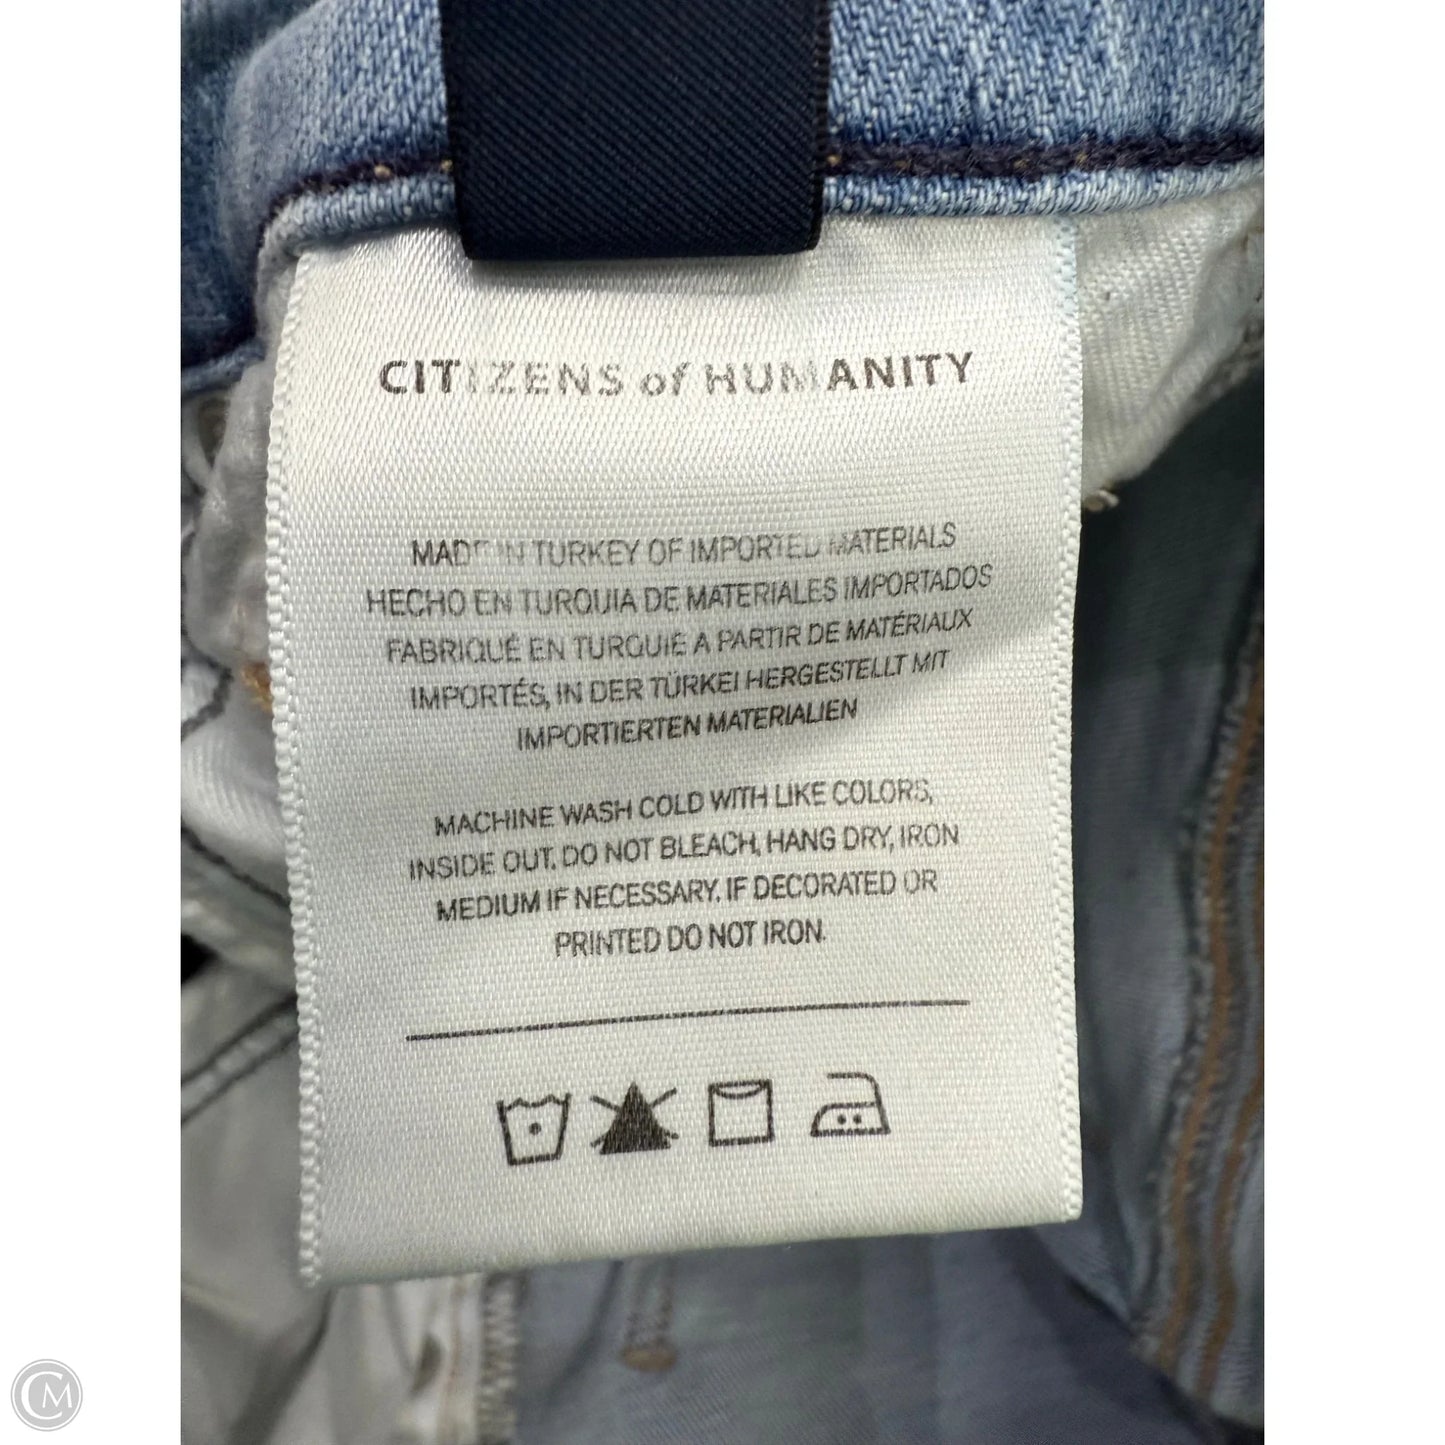 CITIZENS of HUMANITY
MADE IN TURKEY OF IMPORTED MATERIALS
HECHO EN TURQUIA DE MATERIALES IMPORTADOS
FABRIQUÉ EN TURQUIE A PARTIR DE MATÉRIAUX
IMPORTÉS, IN DER TÜRKEI HERGESTELLT MIT
IMPORTIERTEN MATERIALIEN
MACHINE WASH COLD WITH LIKE COLORS,
INSIDE OUT. DO NOT BLEACH, HANG DRY, IRON
MEDIUM IF NECESSARY. IF DECORATED OR
PRINTED DO NOT IRON.
CM